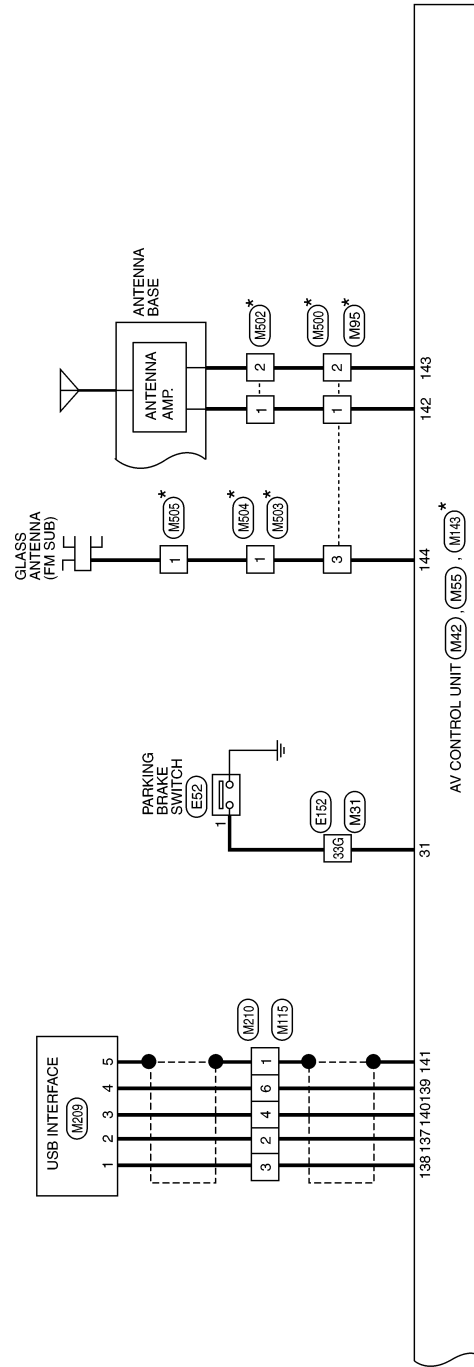 USB INTERFACE
M209
1 2 3 4 5
3 2 4 6 1
M210
M115
138 137 140 139 141
PARKING
BRAKE
SWITCH
E52
1
33G
E152
M31
31
GLASS
ANTENNA
(FM SUB)
1
M505 *
1
M504 *
M503
3
144
ANTENNA
BASE
ANTENNA
AMP.
1 2
M502 *
1 2
M500 *
M95 *
142 143
AV CONTROL UNIT M42 , M55 , M143 *